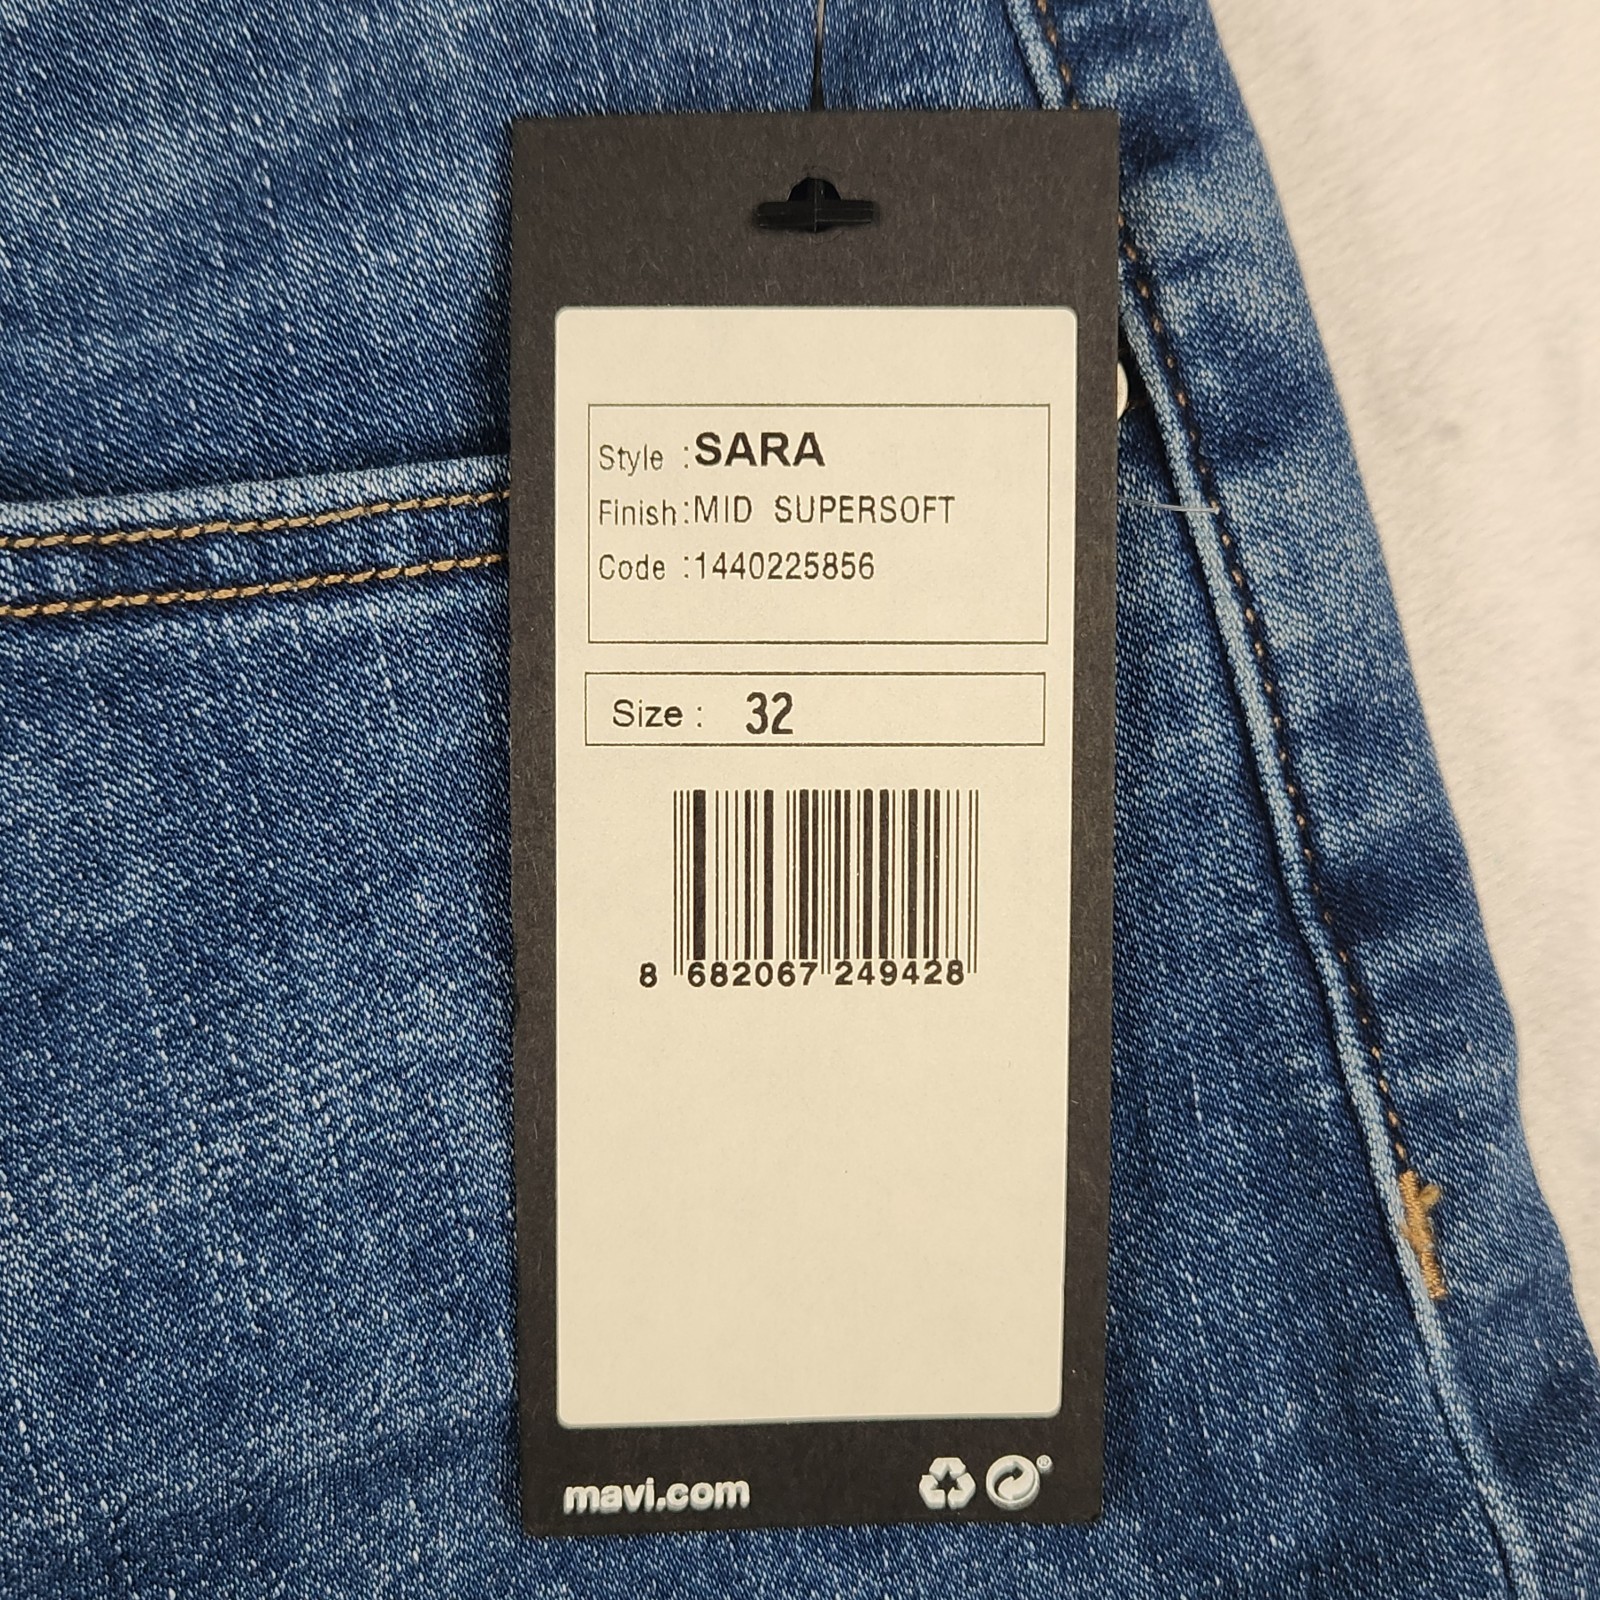 Style :SARA
Finish:MID SUPERSOFT
Code :1440225856
Size : 32
8 682067 249428
mavi.com